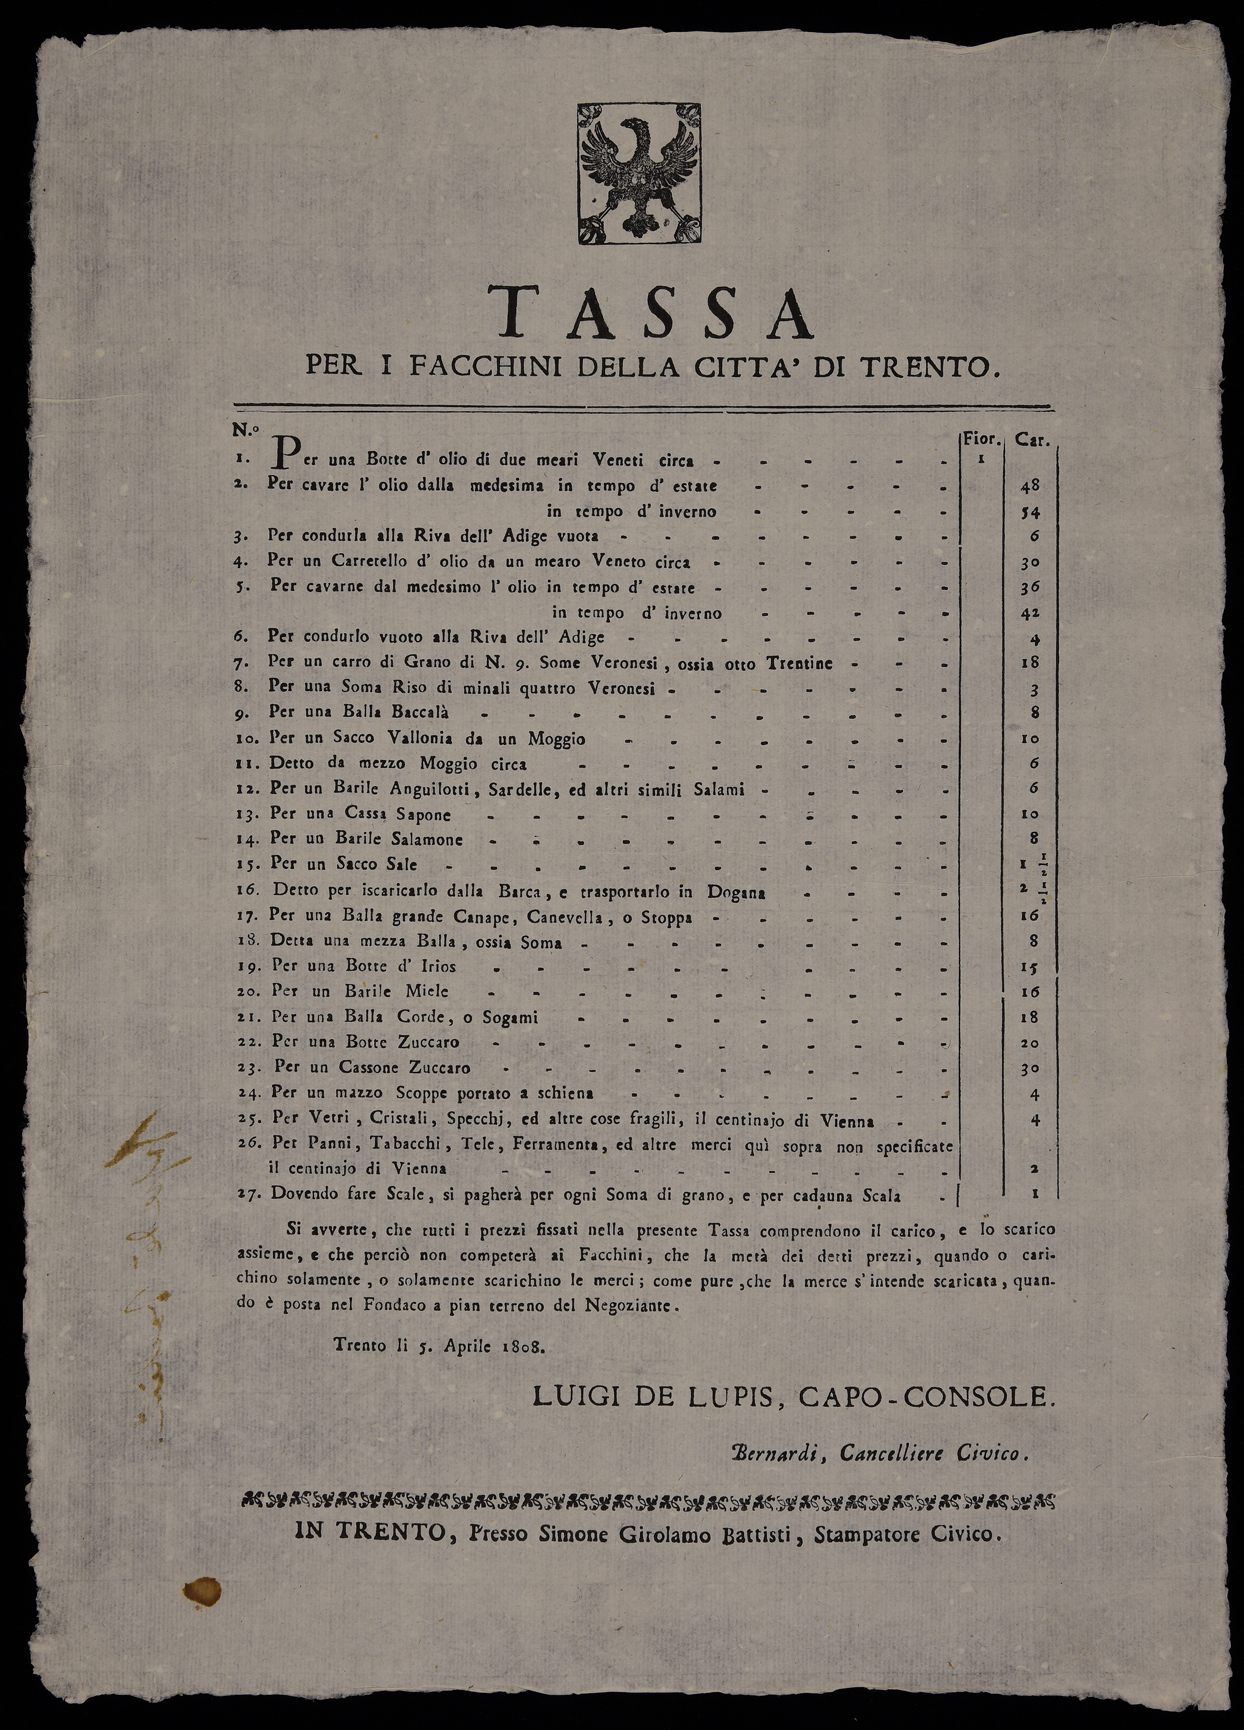 TASSA
PER I FACCHINI DELLA CITTA' DI TRENTO.
N.º Fior. Car.
1. Per una Botte d' olio di due meari Veneti circa - - - - - - 1
2. Per cavare l' olio dalla medesima in tempo d' estate - - - - - 48
in tempo d' inverno - - - - - 54
3. Per condurla alla Riva dell' Adige vuota - - - - - - - - 6
4. Per un Carretello d' olio da un mearo Veneto circa - - - - - - 30
5. Per cavarne dal medesimo l' olio in tempo d' estate - - - - - - 36
in tempo d' inverno - - - - - 42
6. Per condurlo vuoto alla Riva dell' Adige - - - - - - - - 4
7. Per un carro di Grano di N. 9. Some Veronesi, ossia otto Trentine - - - 18
8. Per una Soma Riso di minali quattro Veronesi - - - - - - - 3
9. Per una Balla Baccalà - - - - - - - - - - - 8
10. Per un Sacco Vallonia da un Moggio - - - - - - - - 10
11. Detto da mezzo Moggio circa - - - - - - - - - 6
12. Per un Barile Anguilotti, Sardelle, ed altri simili Salami - - - - - 6
13. Per una Cassa Sapone - - - - - - - - - - - 10
14. Per un Barile Salamone - - - - - - - - - - - 8
15. Per un Sacco Sale - - - - - - - - - - - - 1 1/2
16. Detto per iscaricarlo dalla Barca, e trasportarlo in Dogana - - - - 2 1/2
17. Per una Balla grande Canape, Canevella, o Stoppa - - - - - - 16
18. Detta una mezza Balla, ossia Soma - - - - - - - - - 8
19. Per una Botte d' Irios - - - - - - - - - - 15
20. Per un Barile Miele - - - - - - - - - - - 16
21. Per una Balla Corde, o Sogami - - - - - - - - - 18
22. Per una Botte Zuccaro - - - - - - - - - - - 20
23. Per un Cassone Zuccaro - - - - - - - - - - - 30
24. Per un mazzo Scoppe portato a schiena - - - - - - - - 4
25. Per Vetri, Cristali, Specchj, ed altre cose fragili, il centinajo di Vienna - - 4
26. Per Panni, Tabacchi, Tele, Ferramenta, ed altre merci quì sopra non specificate
il centinajo di Vienna - - - - - - - - - - - 2
27. Dovendo fare Scale, si pagherà per ogni Soma di grano, e per cadauna Scala - 1
Si avverte, che tutti i prezzi fissati nella presente Tassa comprendono il carico, e lo scarico
assieme, e che perciò non competerà ai Facchini, che la metà dei detti prezzi, quando o cari-
chino solamente, o solamente scarichino le merci; come pure, che la merce s' intende scaricata, quan-
do è posta nel Fondaco a pian terreno del Negoziante.
Trento li 5. Aprile 1808.
LUIGI DE LUPIS, CAPO-CONSOLE.
Bernardi, Cancelliere Civico.
IN TRENTO, Presso Simone Girolamo Battisti, Stampatore Civico.